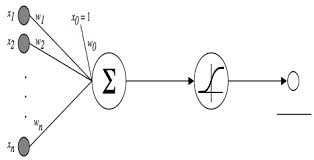 x1 w1 x0 = 1
x2 w2 w0
Σ
.
.
.
xn wn